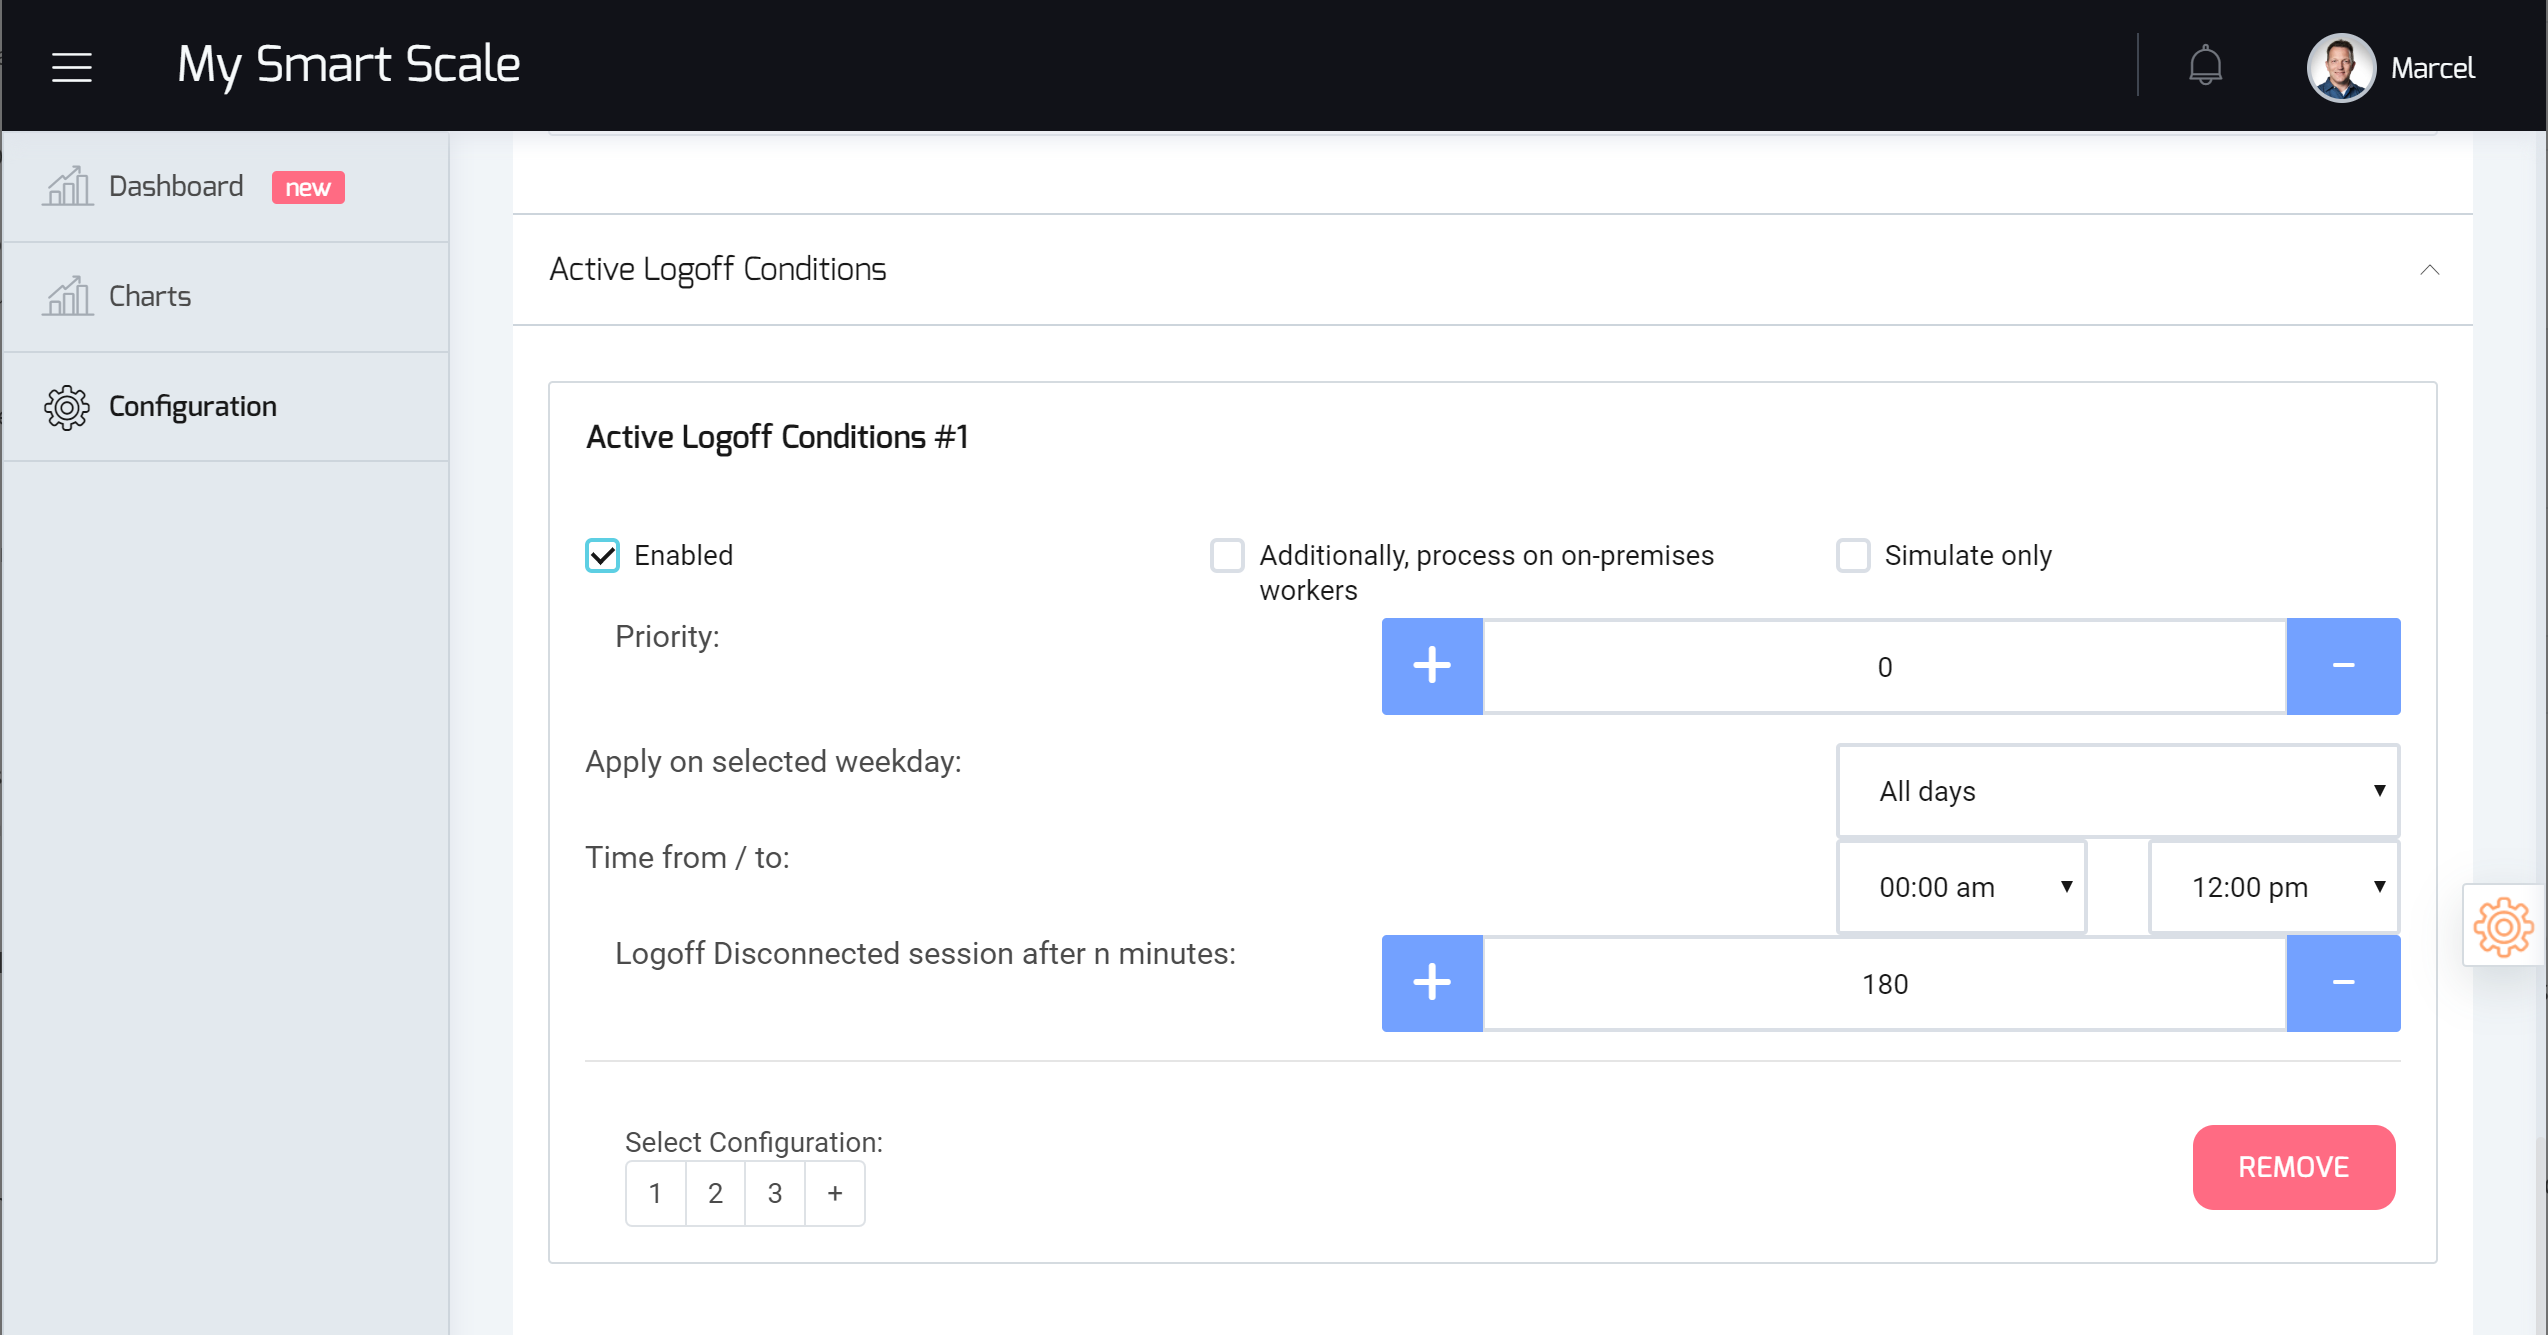 My Smart Scale
Marcel
Dashboard new
Charts
Configuration
Active Logoff Conditions
Active Logoff Conditions #1
Enabled
Additionally, process on on-premises
workers
Simulate only
Priority:
+ 0 −
Apply on selected weekday:
All days
Time from / to:
00:00 am 12:00 pm
Logoff Disconnected session after n minutes:
+ 180 −
Select Configuration:
1 2 3 +
REMOVE